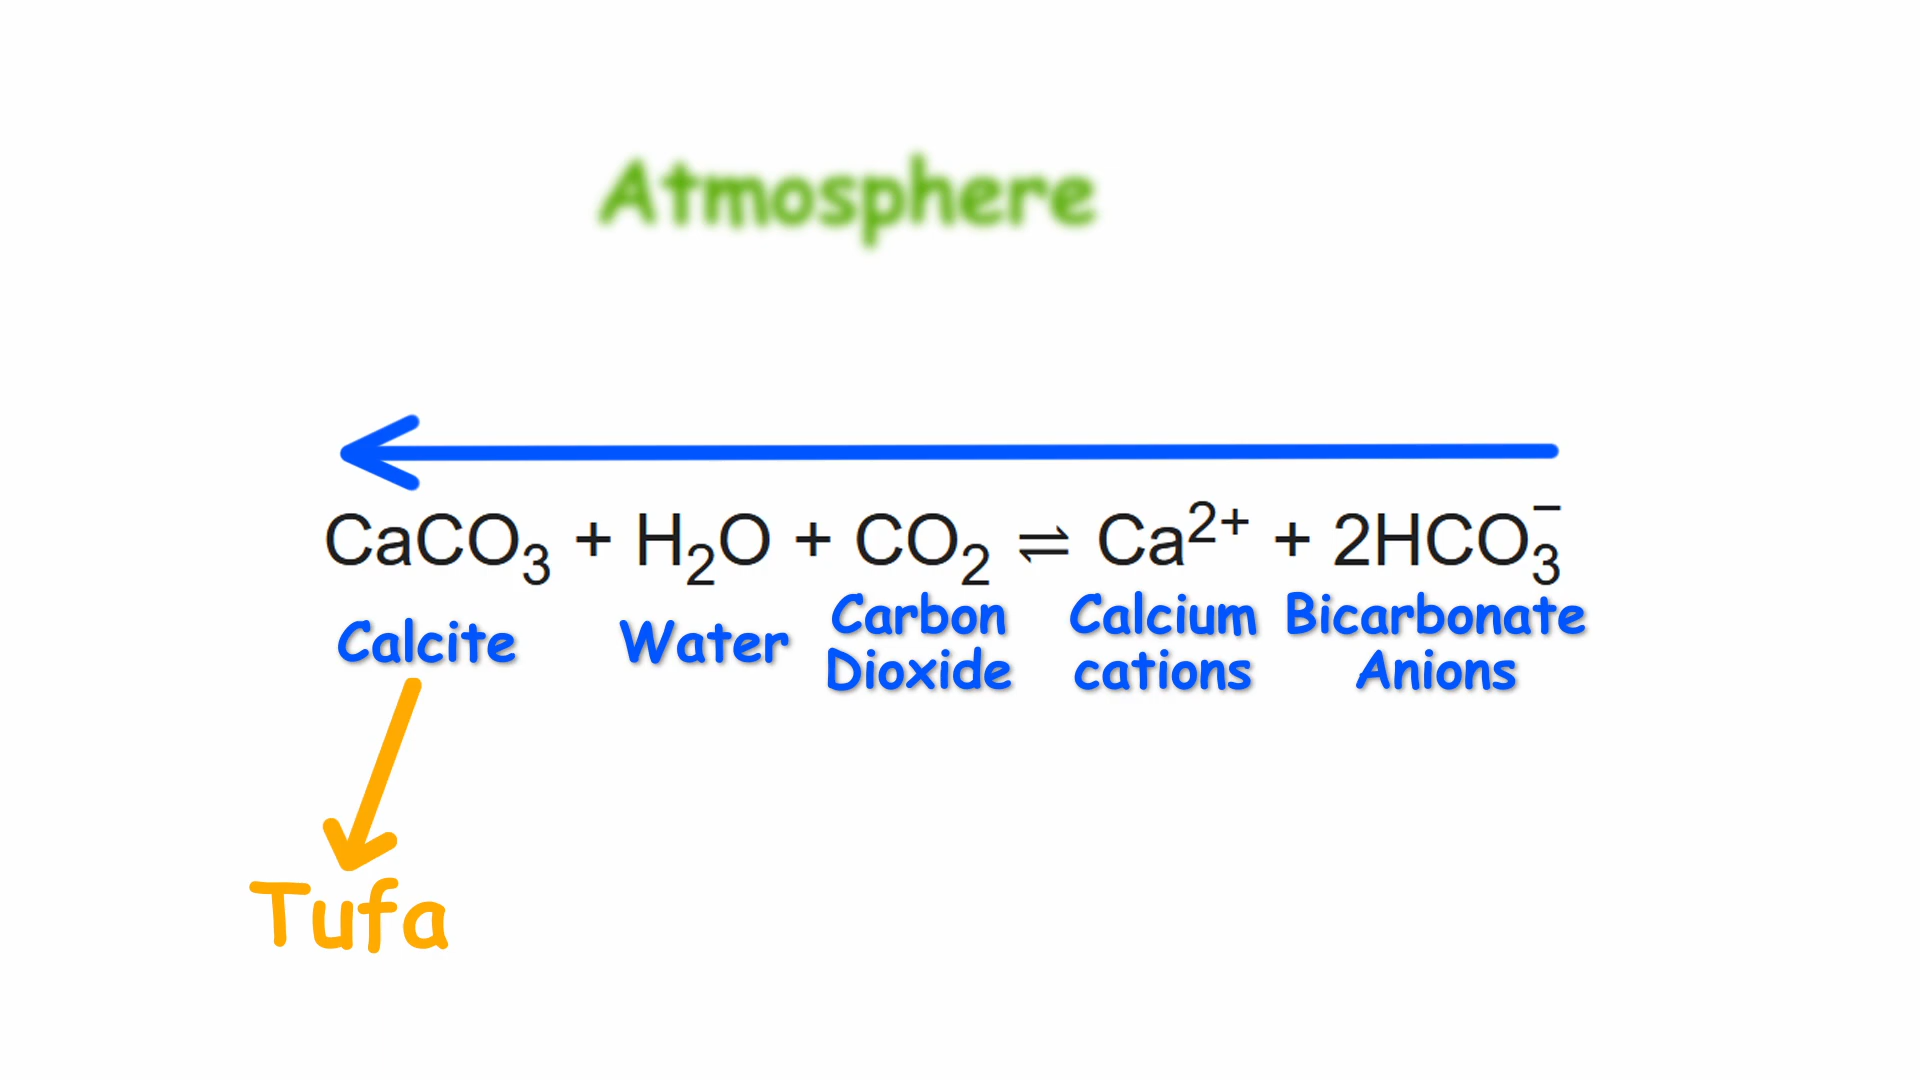 Atmosphere
CaCO₃ + H₂O + CO₂ ⇌ Ca²⁺ + 2HCO₃⁻
Calcite Water Carbon Dioxide Calcium cations Bicarbonate Anions
Tufa